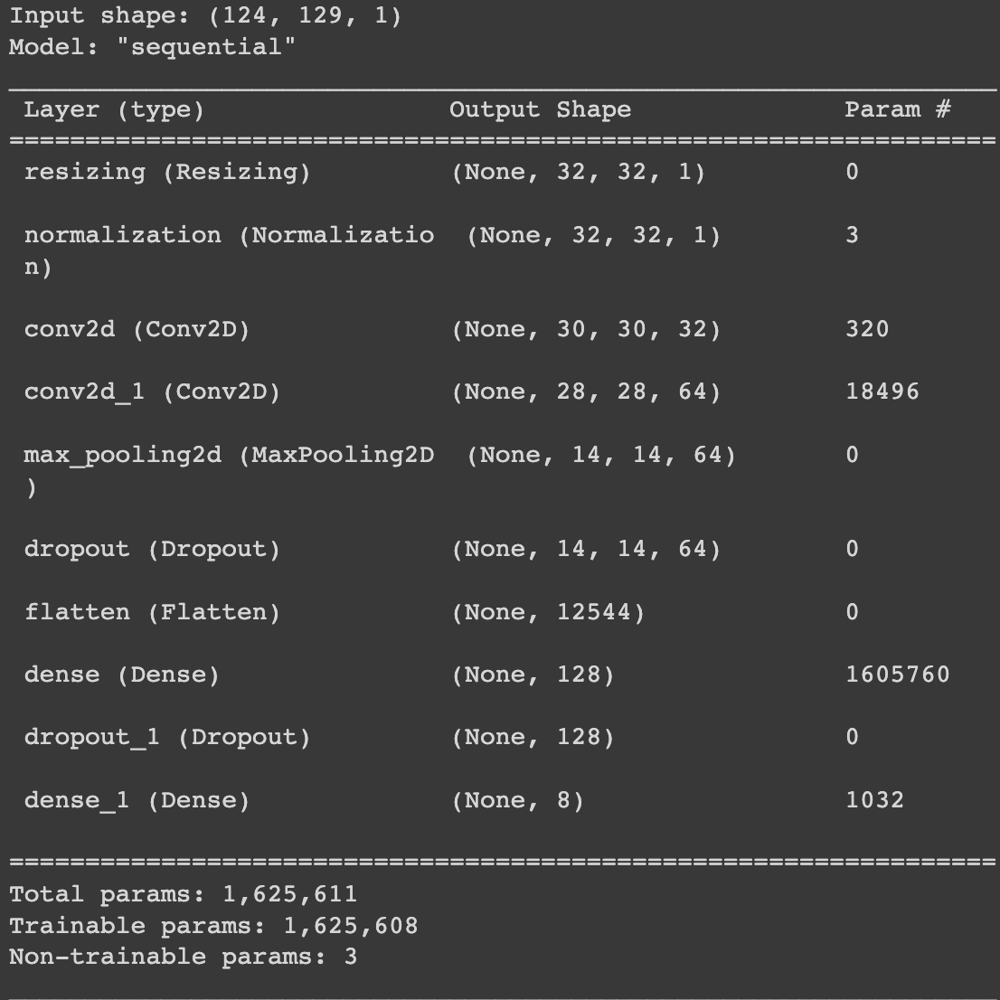 Input shape: (124, 129, 1)
Model: "sequential"
_________________________________________________________________
Layer (type)                Output Shape              Param #
=================================================================
resizing (Resizing)         (None, 32, 32, 1)         0
normalization (Normalizatio  (None, 32, 32, 1)        3
n)
conv2d (Conv2D)             (None, 30, 30, 32)        320
conv2d_1 (Conv2D)           (None, 28, 28, 64)        18496
max_pooling2d (MaxPooling2D  (None, 14, 14, 64)       0
)
dropout (Dropout)           (None, 14, 14, 64)        0
flatten (Flatten)           (None, 12544)             0
dense (Dense)               (None, 128)               1605760
dropout_1 (Dropout)         (None, 128)               0
dense_1 (Dense)             (None, 8)                 1032
=================================================================
Total params: 1,625,611
Trainable params: 1,625,608
Non-trainable params: 3
_________________________________________________________________